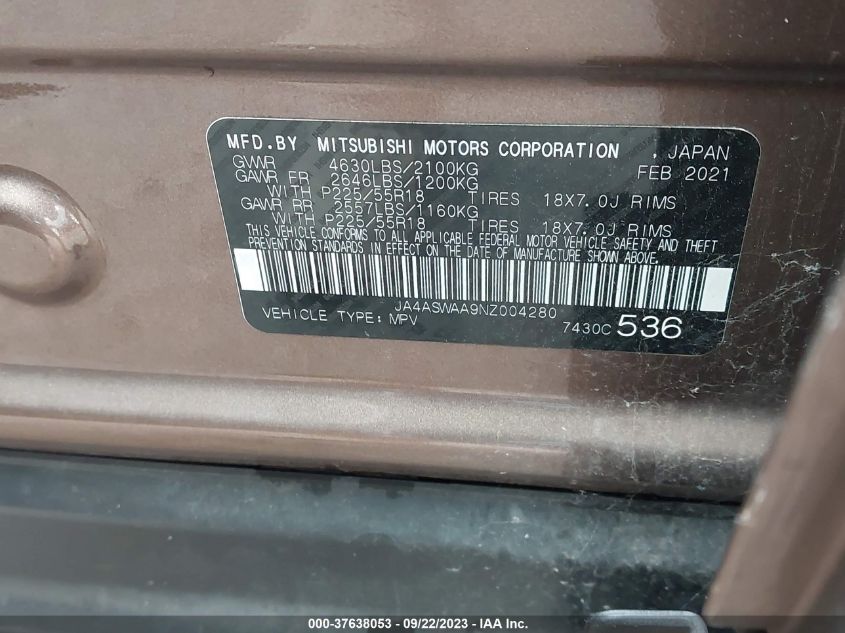 MFD.BY MITSUBISHI MOTORS CORPORATION , JAPAN
GVWR 4630LBS/2100KG FEB 2021
GAWR FR 2646LBS/1200KG
WITH P225/55R18 TIRES 18X7.0J RIMS
GAWR RR 2557LBS/1160KG
WITH P225/55R18 TIRES 18X7.0J RIMS
THIS VEHICLE CONFORMS TO ALL APPLICABLE FEDERAL MOTOR VEHICLE SAFETY AND THEFT
PREVENTION STANDARDS IN EFFECT ON THE DATE OF MANUFACTURE SHOWN ABOVE.
JA4ASWAA9NZ004280
VEHICLE TYPE: MPV 7430C 536
000-37638053 - 09/22/2023 - © IAA, Inc.